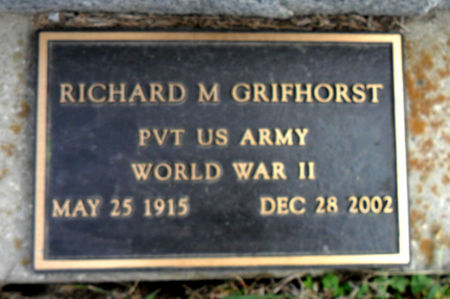 RICHARD M GRIFHORST
PVT US ARMY
WORLD WAR II
MAY 25 1915 DEC 28 2002